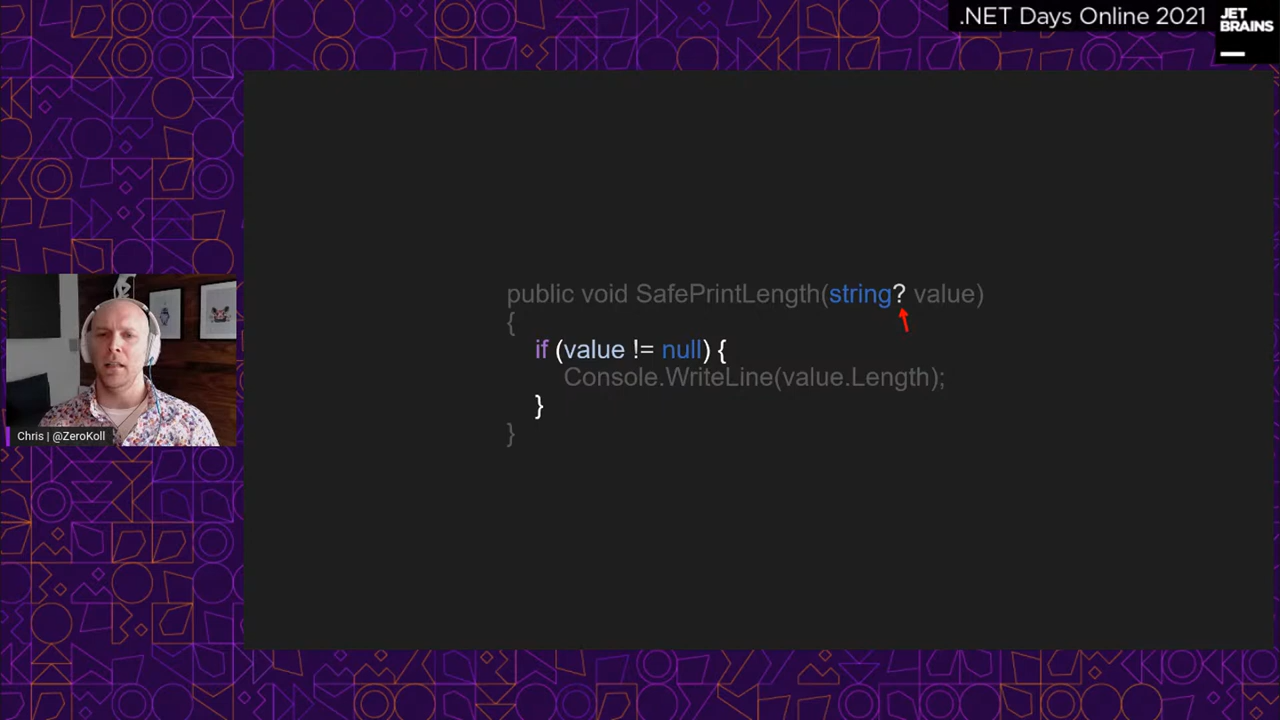 .NET Days Online 2021
JET
BRAINS
public void SafePrintLength(string? value)
{
if (value != null) {
Console.WriteLine(value.Length);
}
}
Chris | @ZeroKoll